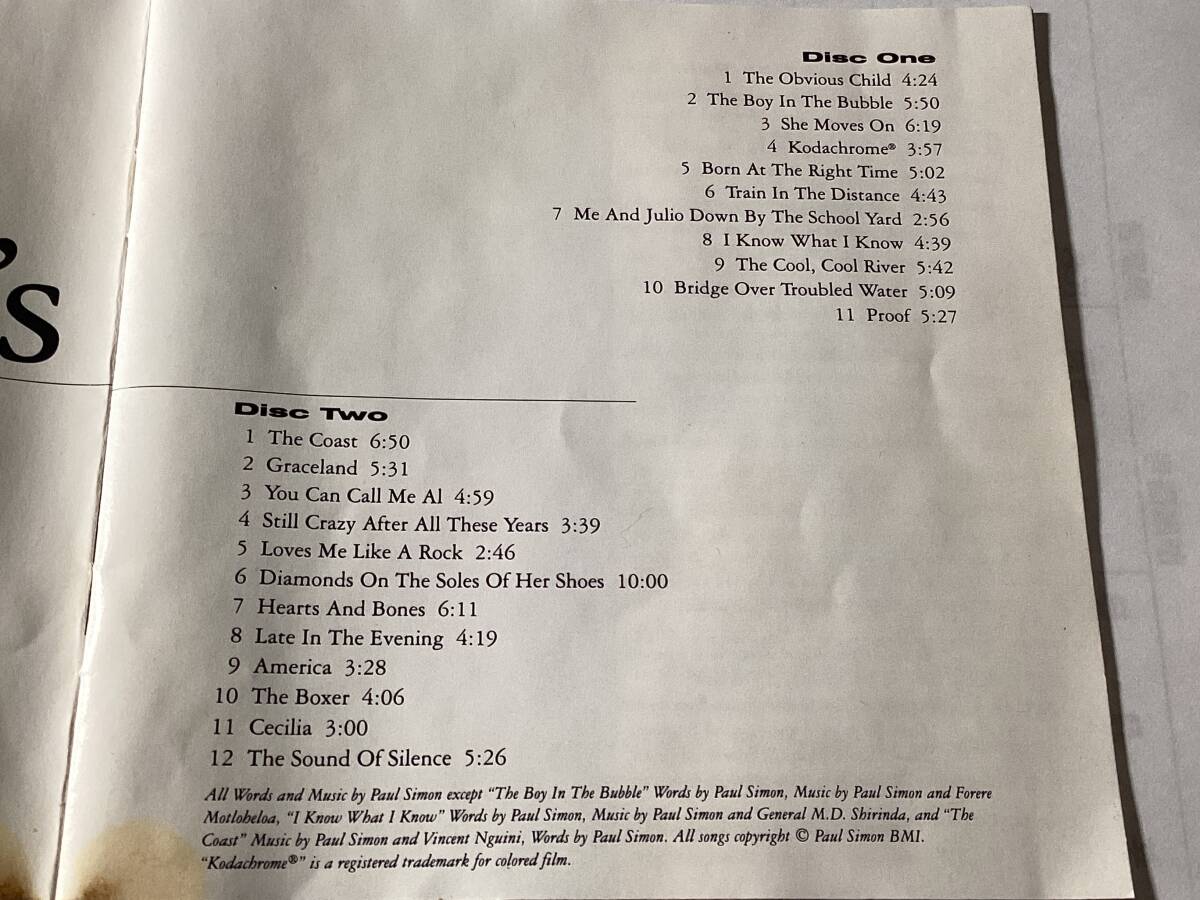 Disc One
1 The Obvious Child 4:24
2 The Boy In The Bubble 5:50
3 She Moves On 6:19
4 Kodachrome® 3:57
5 Born At The Right Time 5:02
6 Train In The Distance 4:43
7 Me And Julio Down By The School Yard 2:56
8 I Know What I Know 4:39
9 The Cool, Cool River 5:42
10 Bridge Over Troubled Water 5:09
11 Proof 5:27
's
Disc Two
1 The Coast 6:50
2 Graceland 5:31
3 You Can Call Me Al 4:59
4 Still Crazy After All These Years 3:39
5 Loves Me Like A Rock 2:46
6 Diamonds On The Soles Of Her Shoes 10:00
7 Hearts And Bones 6:11
8 Late In The Evening 4:19
9 America 3:28
10 The Boxer 4:06
11 Cecilia 3:00
12 The Sound Of Silence 5:26
All Words and Music by Paul Simon except "The Boy In The Bubble" Words by Paul Simon, Music by Paul Simon and Forere
Motloheloa, "I Know What I Know" Words by Paul Simon, Music by Paul Simon and General M.D. Shirinda, and "The
Coast" Music by Paul Simon and Vincent Nguini, Words by Paul Simon. All songs copyright © Paul Simon BMI.
"Kodachrome®" is a registered trademark for colored film.